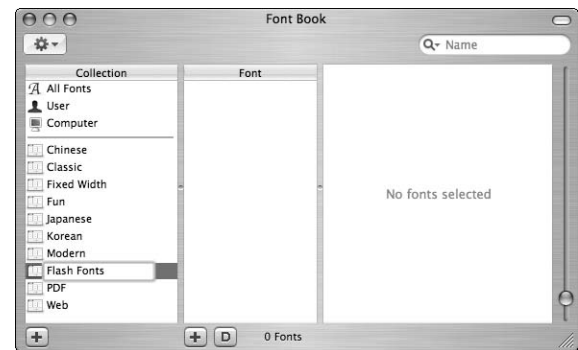 Font Book
Name
Collection
Font
All Fonts
User
Computer
Chinese
Classic
Fixed Width
Fun
Japanese
Korean
Modern
Flash Fonts
PDF
Web
No fonts selected
D
0 Fonts